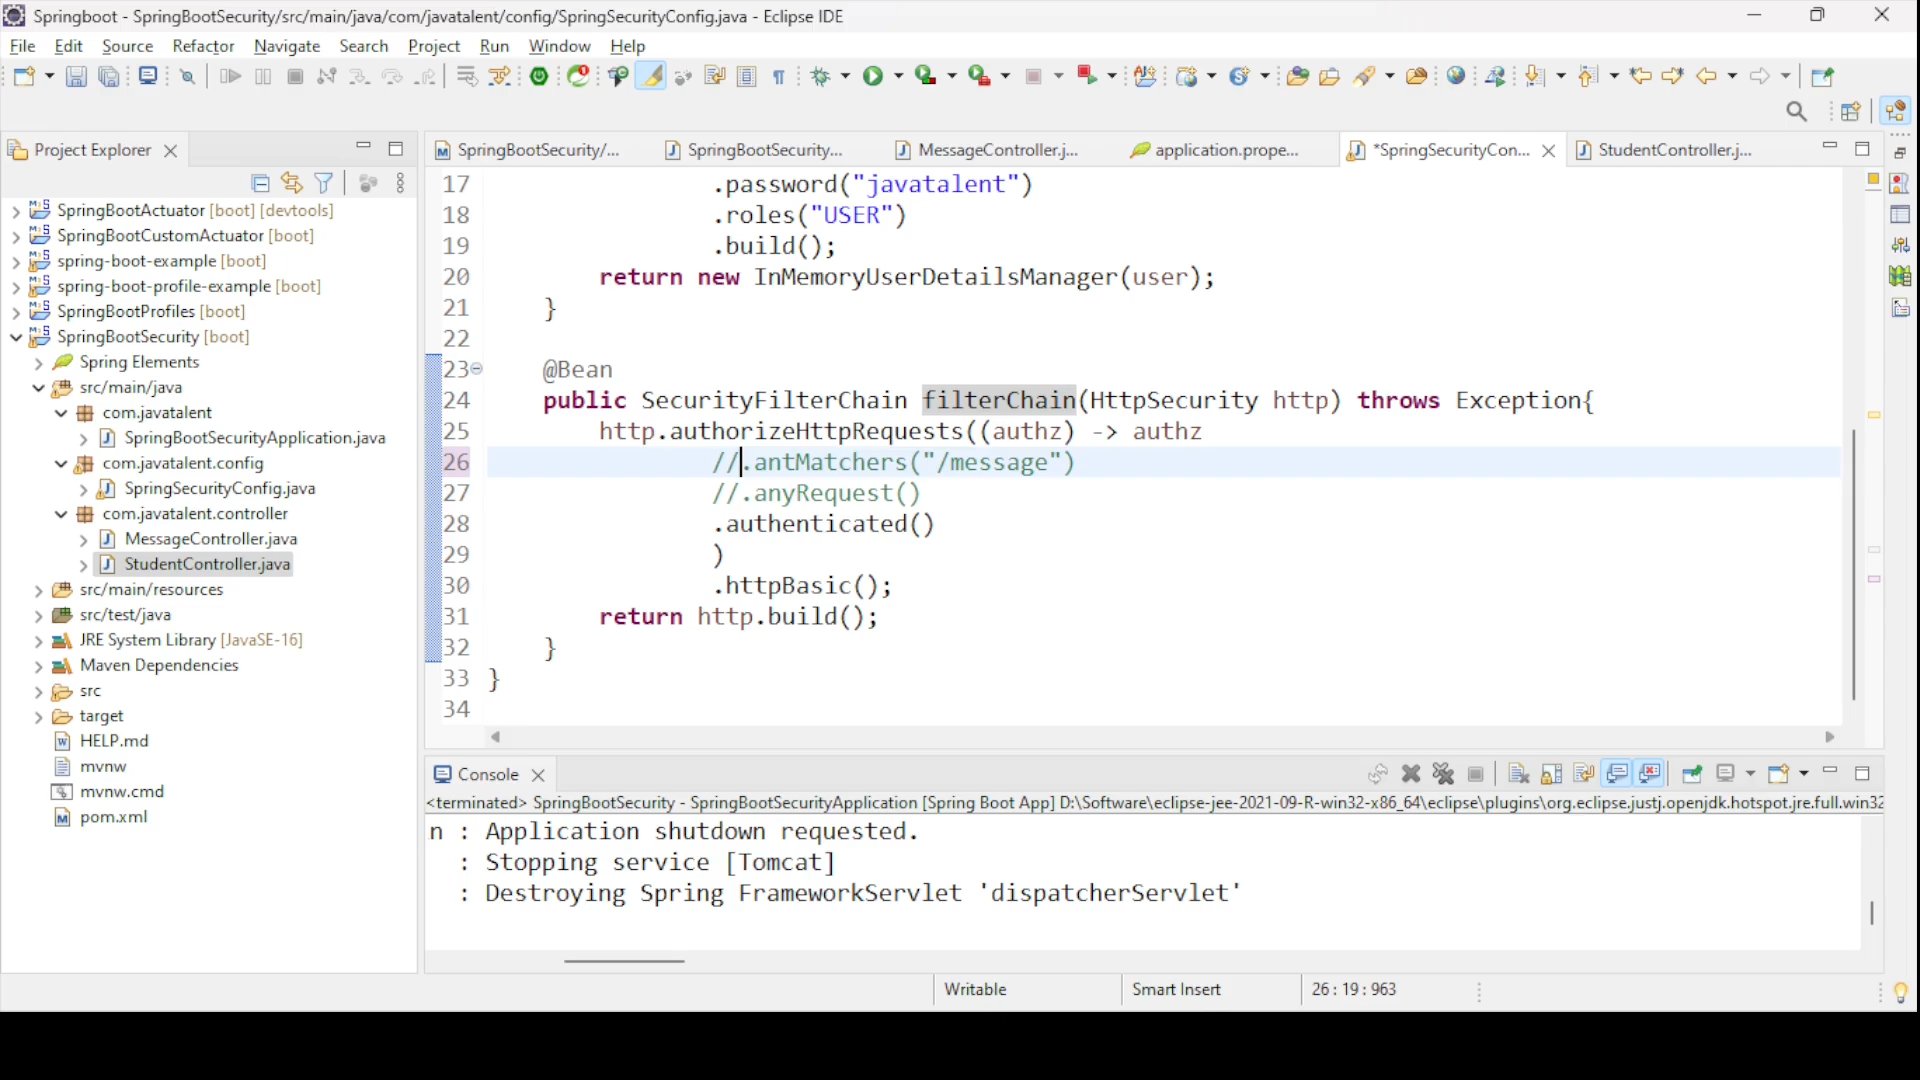 Springboot - SpringBootSecurity/src/main/java/com/javatalent/config/SpringSecurityConfig.java - Eclipse IDE
File Edit Source Refactor Navigate Search Project Run Window Help
Project Explorer
SpringBootActuator [boot] [devtools]
SpringBootCustomActuator [boot]
spring-boot-example [boot]
spring-boot-profile-example [boot]
SpringBootProfiles [boot]
SpringBootSecurity [boot]
Spring Elements
src/main/java
com.javatalent
SpringBootSecurityApplication.java
com.javatalent.config
SpringSecurityConfig.java
com.javatalent.controller
MessageController.java
StudentController.java
src/main/resources
src/test/java
JRE System Library [JavaSE-16]
Maven Dependencies
src
target
HELP.md
mvnw
mvnw.cmd
pom.xml
SpringBootSecurity/... SpringBootSecurity... MessageController.j... application.prope... *SpringSecurityCon... StudentController.j...
17 .password("javatalent")
18 .roles("USER")
19 .build();
20 return new InMemoryUserDetailsManager(user);
21 }
22
23 @Bean
24 public SecurityFilterChain filterChain(HttpSecurity http) throws Exception{
25 http.authorizeHttpRequests((authz) -> authz
26 //.antMatchers("/message")
27 //.anyRequest()
28 .authenticated()
29 )
30 .httpBasic();
31 return http.build();
32 }
33 }
34
Console
<terminated> SpringBootSecurity - SpringBootSecurityApplication [Spring Boot App] D:\Software\eclipse-jee-2021-09-R-win32-x86_64\eclipse\plugins\org.eclipse.justj.openjdk.hotspot.jre.full.win32
n : Application shutdown requested.
: Stopping service [Tomcat]
: Destroying Spring FrameworkServlet 'dispatcherServlet'
Writable Smart Insert 26 : 19 : 963